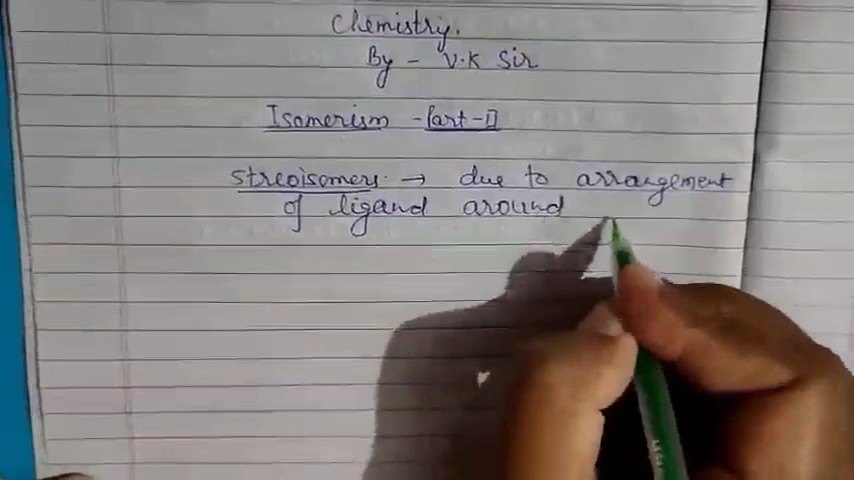 Chemistry.
By - V.K Sir
Isomerism - Part-II
Streoisomers. → due to arrangement
of ligand around